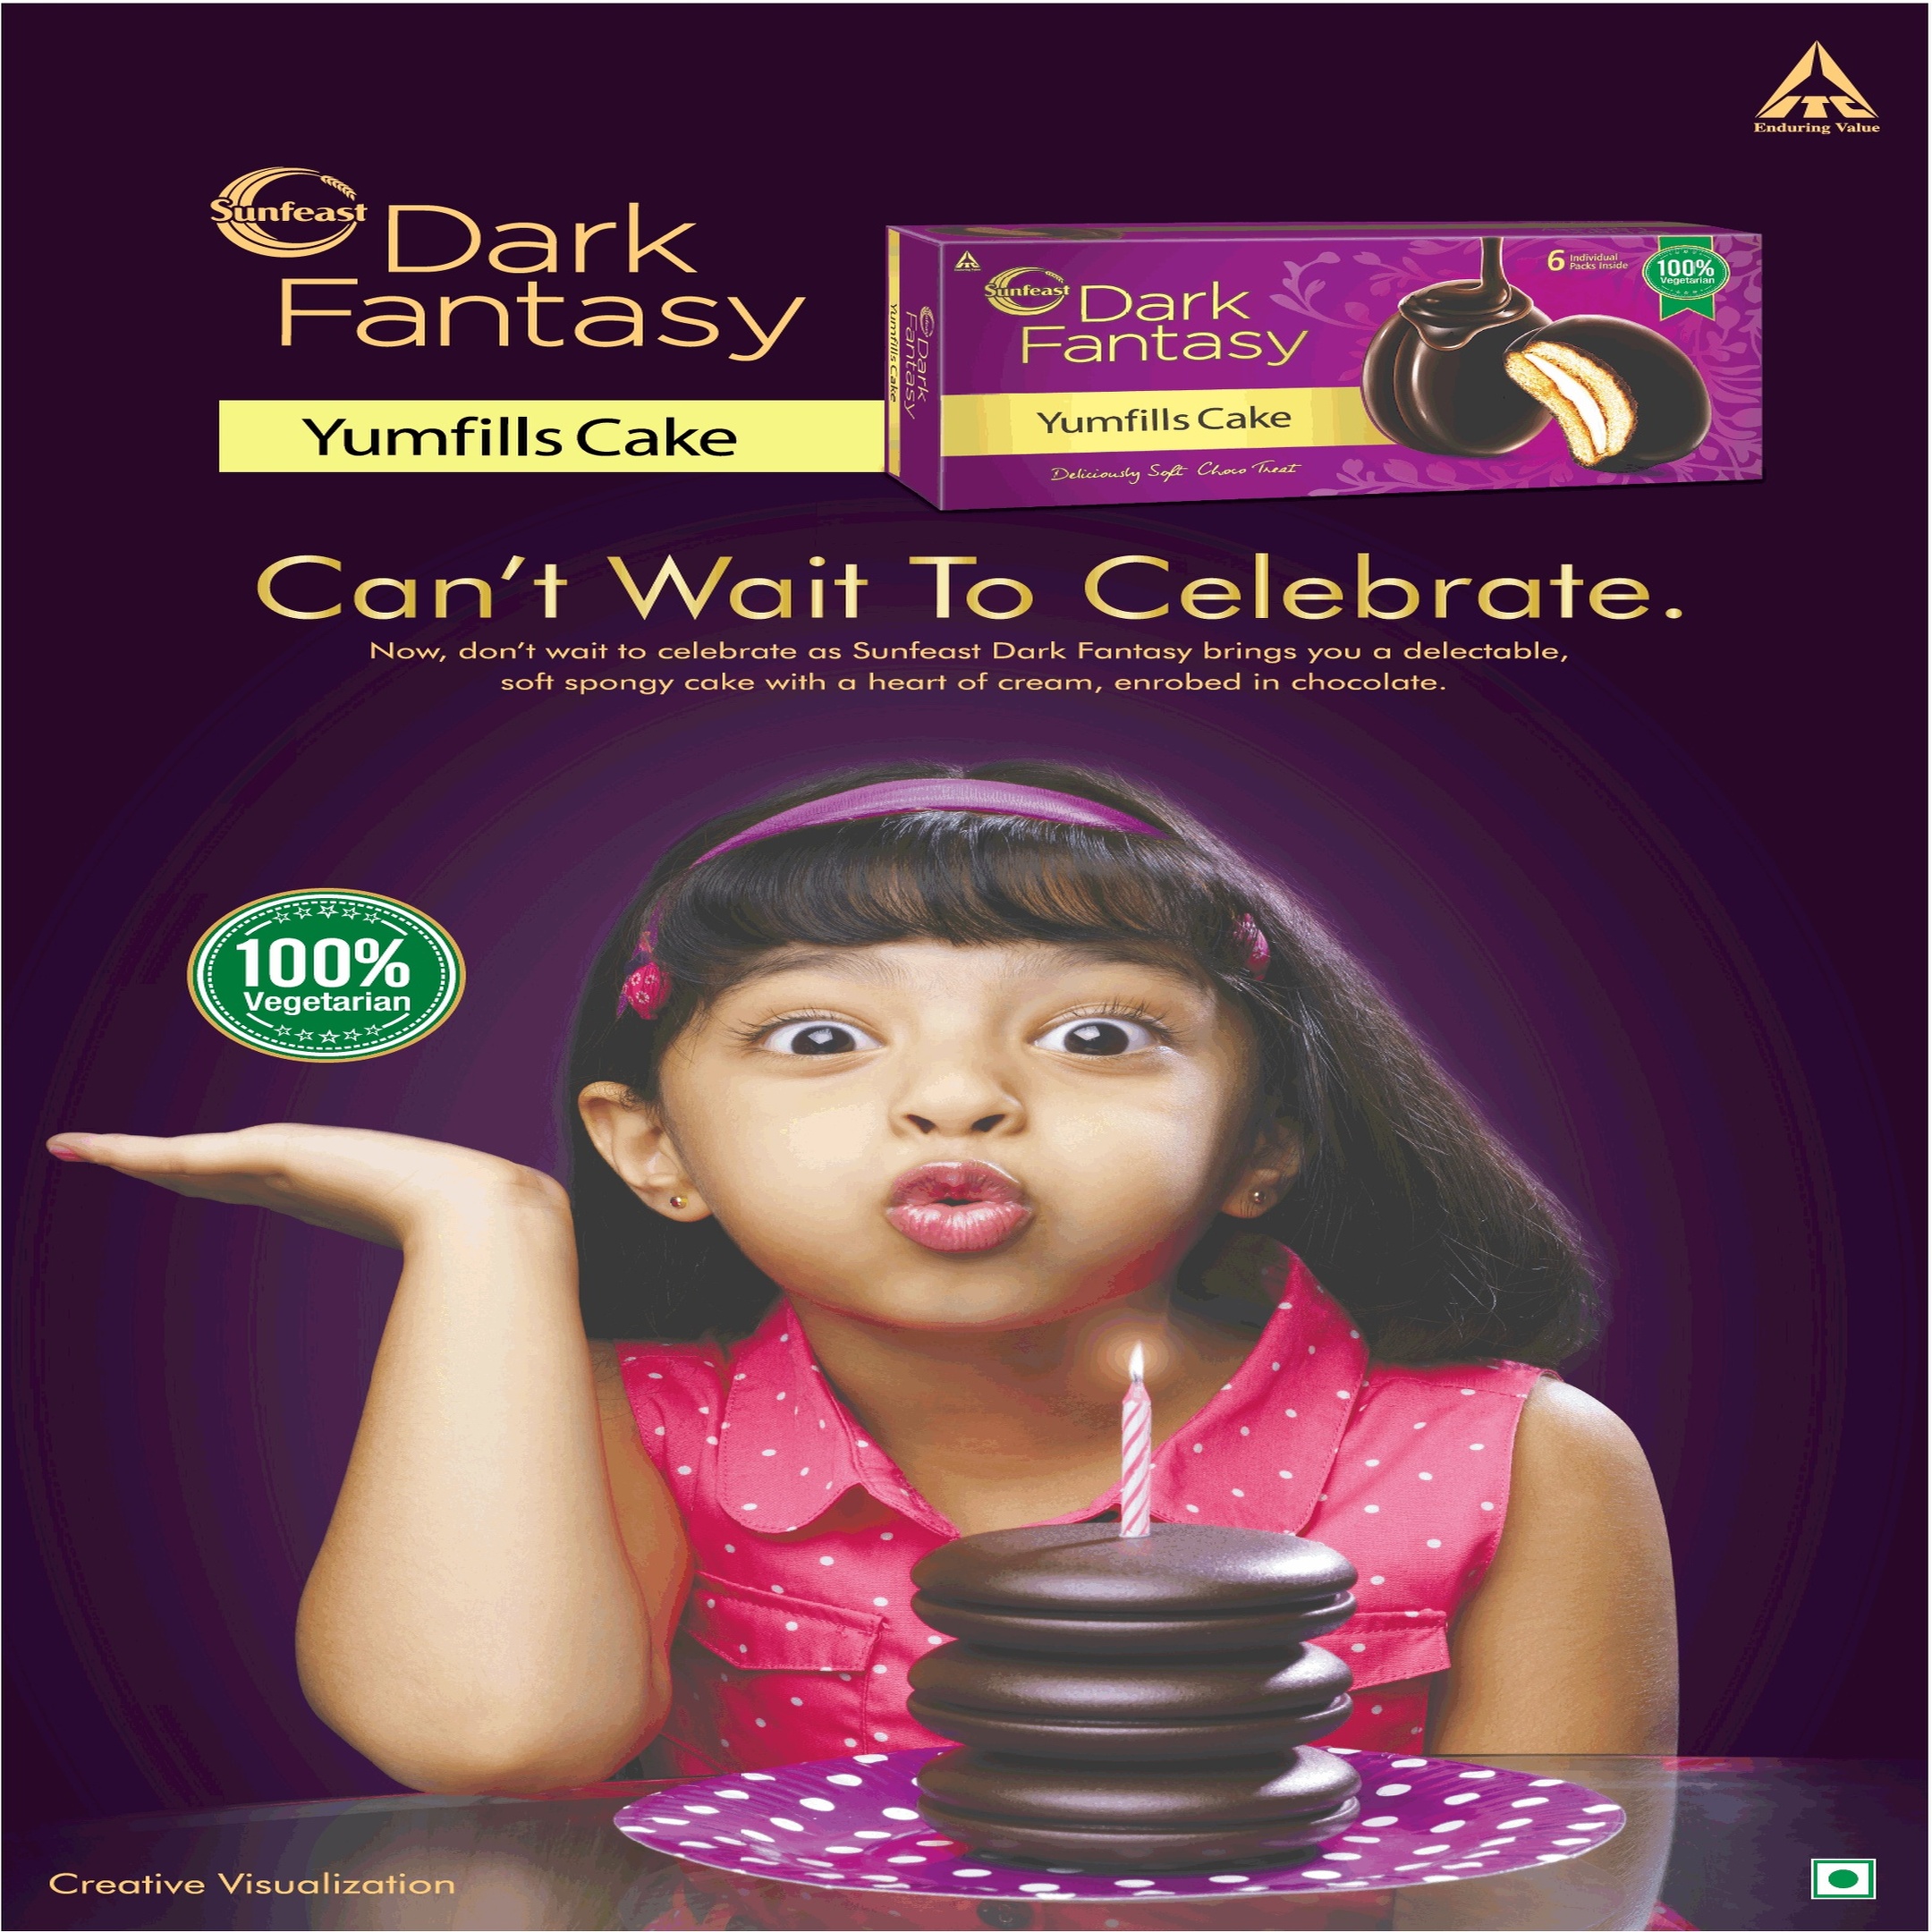 ITC
Enduring Value
Sunfeast
Dark
Fantasy
Yumfills Cake
Sunfeast
Dark
Fantasy
Yumfills Cake
Sunfeast
Dark
Fantasy
Yumfills Cake
Deliciously Soft Choco Treat
6 Individual
Packs Inside
100%
Vegetarian
Can't Wait To Celebrate.
Now, don't wait to celebrate as Sunfeast Dark Fantasy brings you a delectable,
soft spongy cake with a heart of cream, enrobed in chocolate.
100%
Vegetarian
Creative Visualization